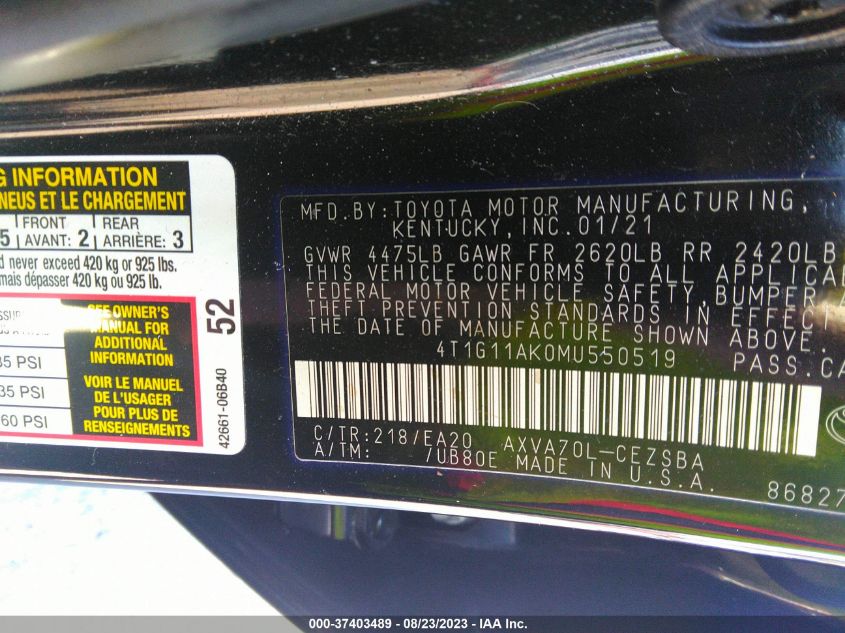 G INFORMATION
NEUS ET LE CHARGEMENT
5 FRONT AVANT: 2 REAR ARRIÈRE: 3
d never exceed 420 kg or 925 lbs.
mais dépasser 420 kg ou 925 lb.
SEE OWNER'S
MANUAL FOR
ADDITIONAL
INFORMATION
35 PSI
35 PSI
60 PSI
VOIR LE MANUEL
DE L'USAGER
POUR PLUS DE
RENSEIGNEMENTS
52
42661-06B40
MFD.BY:TOYOTA MOTOR MANUFACTURING,
KENTUCKY,INC.01/21
GVWR 4475LB GAWR FR 2620LB RR 2420LB
THIS VEHICLE CONFORMS TO ALL APPLICA
FEDERAL MOTOR VEHICLE SAFETY,BUMPER A
THEFT PREVENTION STANDARDS IN EFFE
THE DATE OF MANUFACTURE SHOWN ABOVE.
4T1G11AK0MU550519 PASS.CA
C/TR:218/EA20 AXVA70L-CEZSBA
A/TM: /UB80E MADE IN U.S.A.
86827
000-37403489 - 08/23/2023 - IAA Inc.